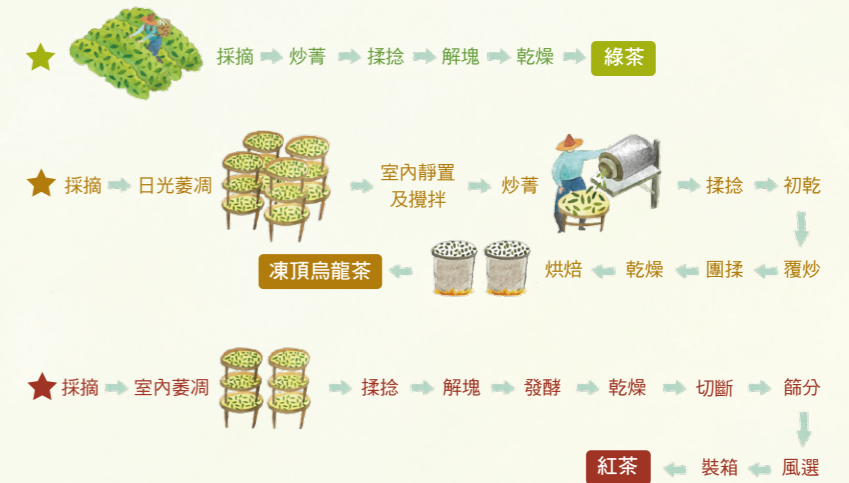 採摘 炒菁 揉捻 解塊 乾燥 綠茶
採摘 日光萎凋 室內靜置及攪拌 炒菁 揉捻 初乾
覆炒 團揉 乾燥 烘焙 凍頂烏龍茶
採摘 室內萎凋 揉捻 解塊 發酵 乾燥 切斷 篩分
風選 裝箱 紅茶